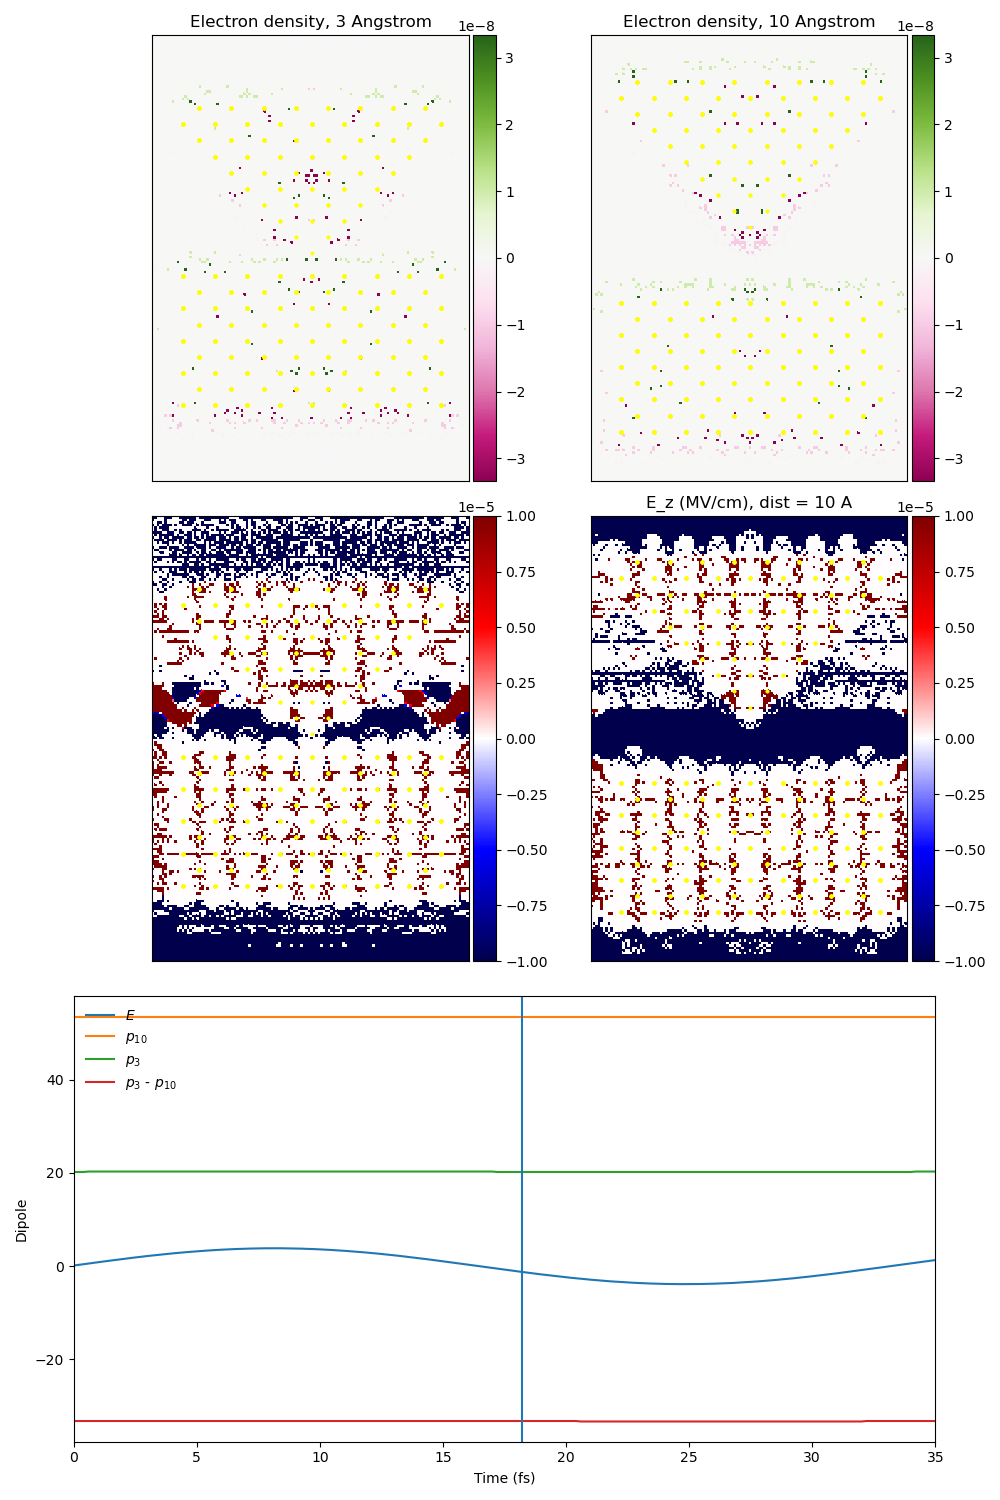 Electron density, 3 Angstrom
1e−8
3
2
1
0
−1
−2
−3
Electron density, 10 Angstrom
1e−8
3
2
1
0
−1
−2
−3
1e−5
1.00
0.75
0.50
0.25
0.00
−0.25
−0.50
−0.75
−1.00
E_z (MV/cm), dist = 10 A
1e−5
1.00
0.75
0.50
0.25
0.00
−0.25
−0.50
−0.75
−1.00
E
p10
p3
p3 - p10
40
20
0
−20
Dipole
0 5 10 15 20 25 30 35
Time (fs)